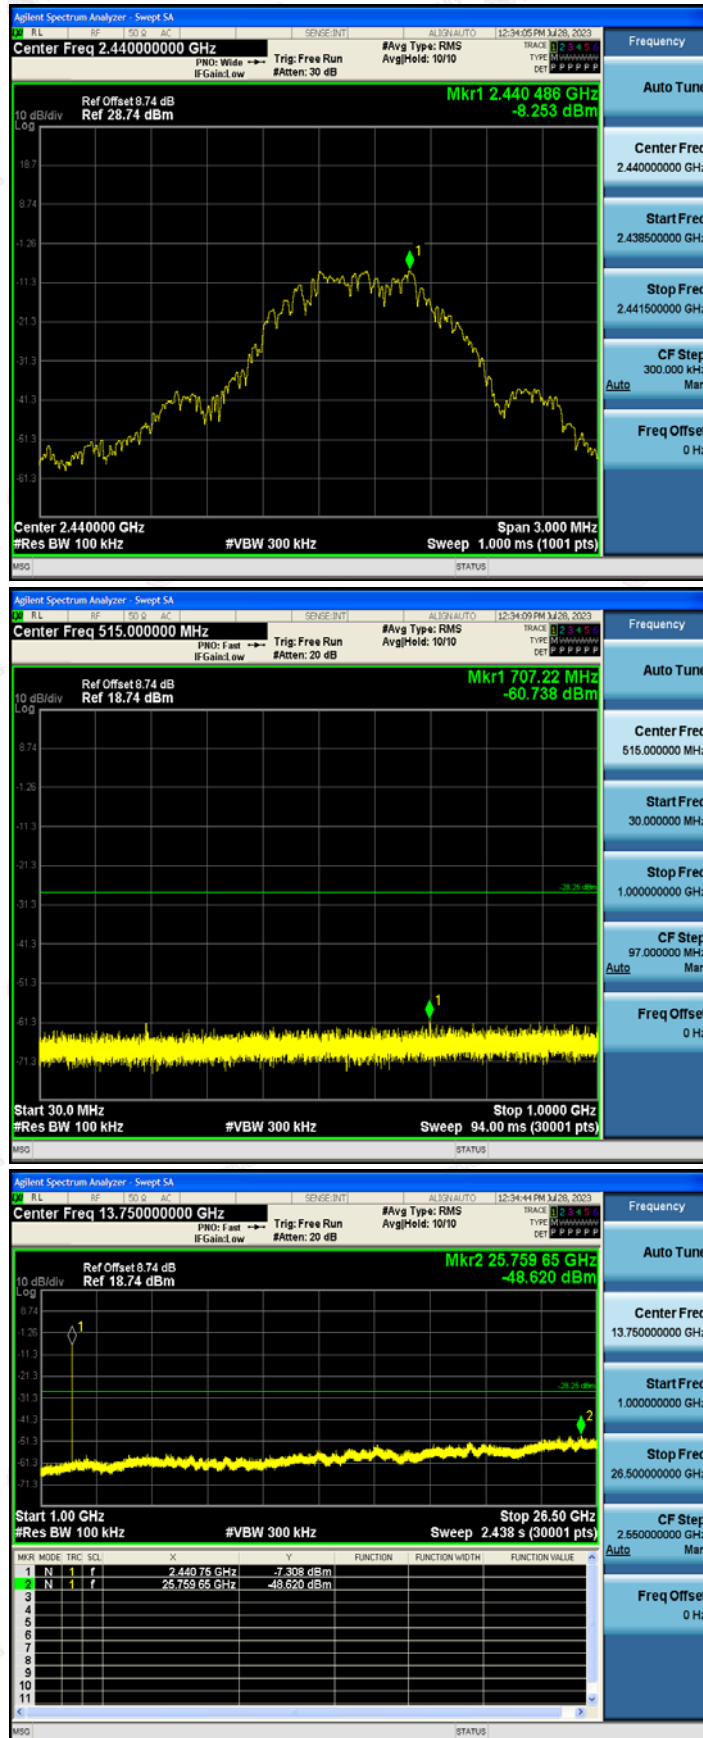 Agilent Spectrum Analyzer - Swept SA
RL RF 50 Ω AC SENSE:INT ALIGNAUTO 12:34:05 PM Jul 28, 2023
Center Freq 2.440000000 GHz
PNO: Wide
IFGain:Low
Trig: Free Run
#Atten: 30 dB
#Avg Type: RMS
Avg|Hold: 10/10
TRACE 1 2 3 4 5 6
TYPE M
DET P P P P P P
Ref Offset 8.74 dB
10 dB/div Ref 28.74 dBm
Log
Mkr1 2.440 486 GHz
-8.253 dBm
18.7
8.74
-1.26
-11.3
-21.3
-31.3
-41.3
-51.3
-61.3
1
Center 2.440000 GHz Span 3.000 MHz
#Res BW 100 kHz #VBW 300 kHz Sweep 1.000 ms (1001 pts)
MSG STATUS
Frequency
Auto Tune
Center Freq
2.440000000 GHz
Start Freq
2.438500000 GHz
Stop Freq
2.441500000 GHz
CF Step
300.000 kHz
Auto Man
Freq Offset
0 Hz
Agilent Spectrum Analyzer - Swept SA
RL RF 50 Ω AC SENSE:INT ALIGNAUTO 12:34:09 PM Jul 28, 2023
Center Freq 515.000000 MHz
PNO: Fast
IFGain:Low
Trig: Free Run
#Atten: 20 dB
#Avg Type: RMS
Avg|Hold: 10/10
TRACE 1 2 3 4 5 6
TYPE M
DET P P P P P P
Ref Offset 8.74 dB
10 dB/div Ref 18.74 dBm
Log
Mkr1 707.22 MHz
-60.738 dBm
8.74
-1.26
-11.3
-21.3
-31.3
-41.3
-51.3
-61.3
-71.3
-28.25 dBm
1
Start 30.0 MHz Stop 1.0000 GHz
#Res BW 100 kHz #VBW 300 kHz Sweep 94.00 ms (30001 pts)
MSG STATUS
Frequency
Auto Tune
Center Freq
515.000000 MHz
Start Freq
30.000000 MHz
Stop Freq
1.000000000 GHz
CF Step
97.000000 MHz
Auto Man
Freq Offset
0 Hz
Agilent Spectrum Analyzer - Swept SA
RL RF 50 Ω AC SENSE:INT ALIGNAUTO 12:34:44 PM Jul 28, 2023
Center Freq 13.750000000 GHz
PNO: Fast
IFGain:Low
Trig: Free Run
#Atten: 20 dB
#Avg Type: RMS
Avg|Hold: 10/10
TRACE 1 2 3 4 5 6
TYPE M
DET P P P P P P
Ref Offset 8.74 dB
10 dB/div Ref 18.74 dBm
Log
Mkr2 25.759 65 GHz
-48.620 dBm
8.74
-1.26
-11.3
-21.3
-31.3
-41.3
-51.3
-61.3
-71.3
-28.25 dBm
1
2
Start 1.00 GHz Stop 26.50 GHz
#Res BW 100 kHz #VBW 300 kHz Sweep 2.438 s (30001 pts)
MKR MODE TRC SCL X Y FUNCTION FUNCTION WIDTH FUNCTION VALUE
1 N 1 f 2.440 75 GHz -7.308 dBm
2 N 1 f 25.759 65 GHz -48.620 dBm
3
4
5
6
7
8
9
10
11
MSG STATUS
Frequency
Auto Tune
Center Freq
13.750000000 GHz
Start Freq
1.000000000 GHz
Stop Freq
26.500000000 GHz
CF Step
2.550000000 GHz
Auto Man
Freq Offset
0 Hz